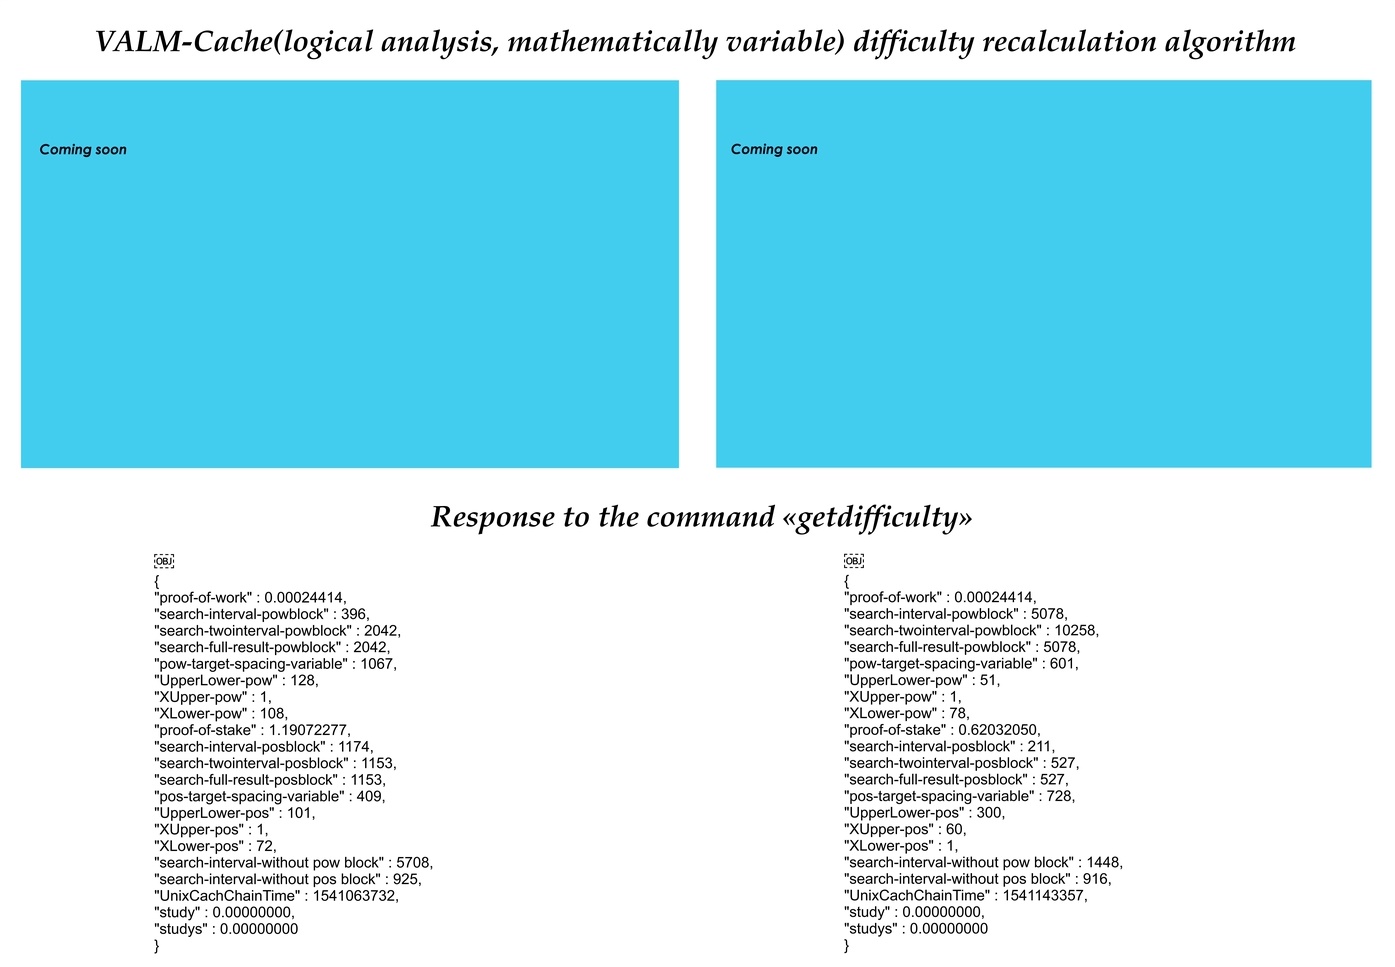 VALM-Cache(logical analysis, mathematically variable) difficulty recalculation algorithm
Coming soon
Coming soon
Response to the command «getdifficulty»
OBJ
{
"proof-of-work" : 0.00024414,
"search-interval-powblock" : 396,
"search-twointerval-powblock" : 2042,
"search-full-result-powblock" : 2042,
"pow-target-spacing-variable" : 1067,
"UpperLower-pow" : 128,
"XUpper-pow" : 1,
"XLower-pow" : 108,
"proof-of-stake" : 1.19072277,
"search-interval-posblock" : 1174,
"search-twointerval-posblock" : 1153,
"search-full-result-posblock" : 1153,
"pos-target-spacing-variable" : 409,
"UpperLower-pos" : 101,
"XUpper-pos" : 1,
"XLower-pos" : 72,
"search-interval-without pow block" : 5708,
"search-interval-without pos block" : 925,
"UnixCachChainTime" : 1541063732,
"study" : 0.00000000,
"studys" : 0.00000000
}
OBJ
{
"proof-of-work" : 0.00024414,
"search-interval-powblock" : 5078,
"search-twointerval-powblock" : 10258,
"search-full-result-powblock" : 5078,
"pow-target-spacing-variable" : 601,
"UpperLower-pow" : 51,
"XUpper-pow" : 1,
"XLower-pow" : 78,
"proof-of-stake" : 0.62032050,
"search-interval-posblock" : 211,
"search-twointerval-posblock" : 527,
"search-full-result-posblock" : 527,
"pos-target-spacing-variable" : 728,
"UpperLower-pos" : 300,
"XUpper-pos" : 60,
"XLower-pos" : 1,
"search-interval-without pow block" : 1448,
"search-interval-without pos block" : 916,
"UnixCachChainTime" : 1541143357,
"study" : 0.00000000,
"studys" : 0.00000000
}